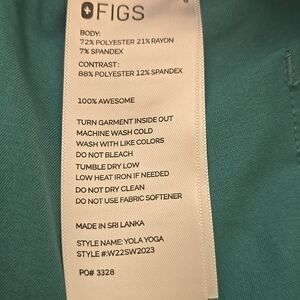 FIGS
BODY:
72% POLYESTER 21% RAYON
7% SPANDEX
CONTRAST:
88% POLYESTER 12% SPANDEX
100% AWESOME
TURN GARMENT INSIDE OUT
MACHINE WASH COLD
WASH WITH LIKE COLORS
DO NOT BLEACH
TUMBLE DRY LOW
LOW HEAT IRON IF NEEDED
DO NOT DRY CLEAN
DO NOT USE FABRIC SOFTENER
MADE IN SRI LANKA
STYLE NAME: YOLA YOGA
STYLE #:W22SW2023
PO# 3328